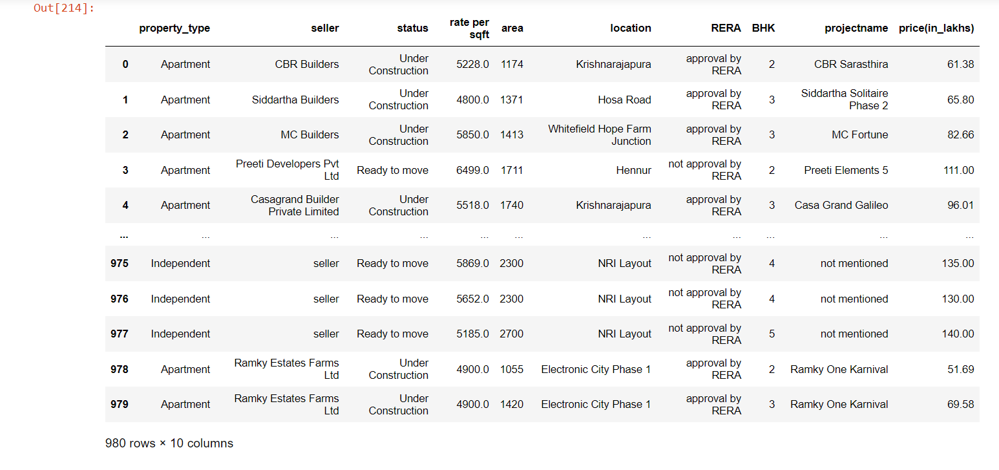 Out[214]:
property_type seller status rate per sqft area location RERA BHK projectname price(in_lakhs)
0 Apartment CBR Builders Under Construction 5228.0 1174 Krishnarajapura approval by RERA 2 CBR Sarasthira 61.38
1 Apartment Siddartha Builders Under Construction 4800.0 1371 Hosa Road approval by RERA 3 Siddartha Solitaire Phase 2 65.80
2 Apartment MC Builders Under Construction 5850.0 1413 Whitefield Hope Farm Junction approval by RERA 3 MC Fortune 82.66
3 Apartment Preeti Developers Pvt Ltd Ready to move 6499.0 1711 Hennur not approval by RERA 2 Preeti Elements 5 111.00
4 Apartment Casagrand Builder Private Limited Under Construction 5518.0 1740 Krishnarajapura approval by RERA 3 Casa Grand Galileo 96.01
... ... ... ... ... ... ... ... ... ... ...
975 Independent seller Ready to move 5869.0 2300 NRI Layout not approval by RERA 4 not mentioned 135.00
976 Independent seller Ready to move 5652.0 2300 NRI Layout not approval by RERA 4 not mentioned 130.00
977 Independent seller Ready to move 5185.0 2700 NRI Layout not approval by RERA 5 not mentioned 140.00
978 Apartment Ramky Estates Farms Ltd Under Construction 4900.0 1055 Electronic City Phase 1 approval by RERA 2 Ramky One Karnival 51.69
979 Apartment Ramky Estates Farms Ltd Under Construction 4900.0 1420 Electronic City Phase 1 approval by RERA 3 Ramky One Karnival 69.58
980 rows × 10 columns